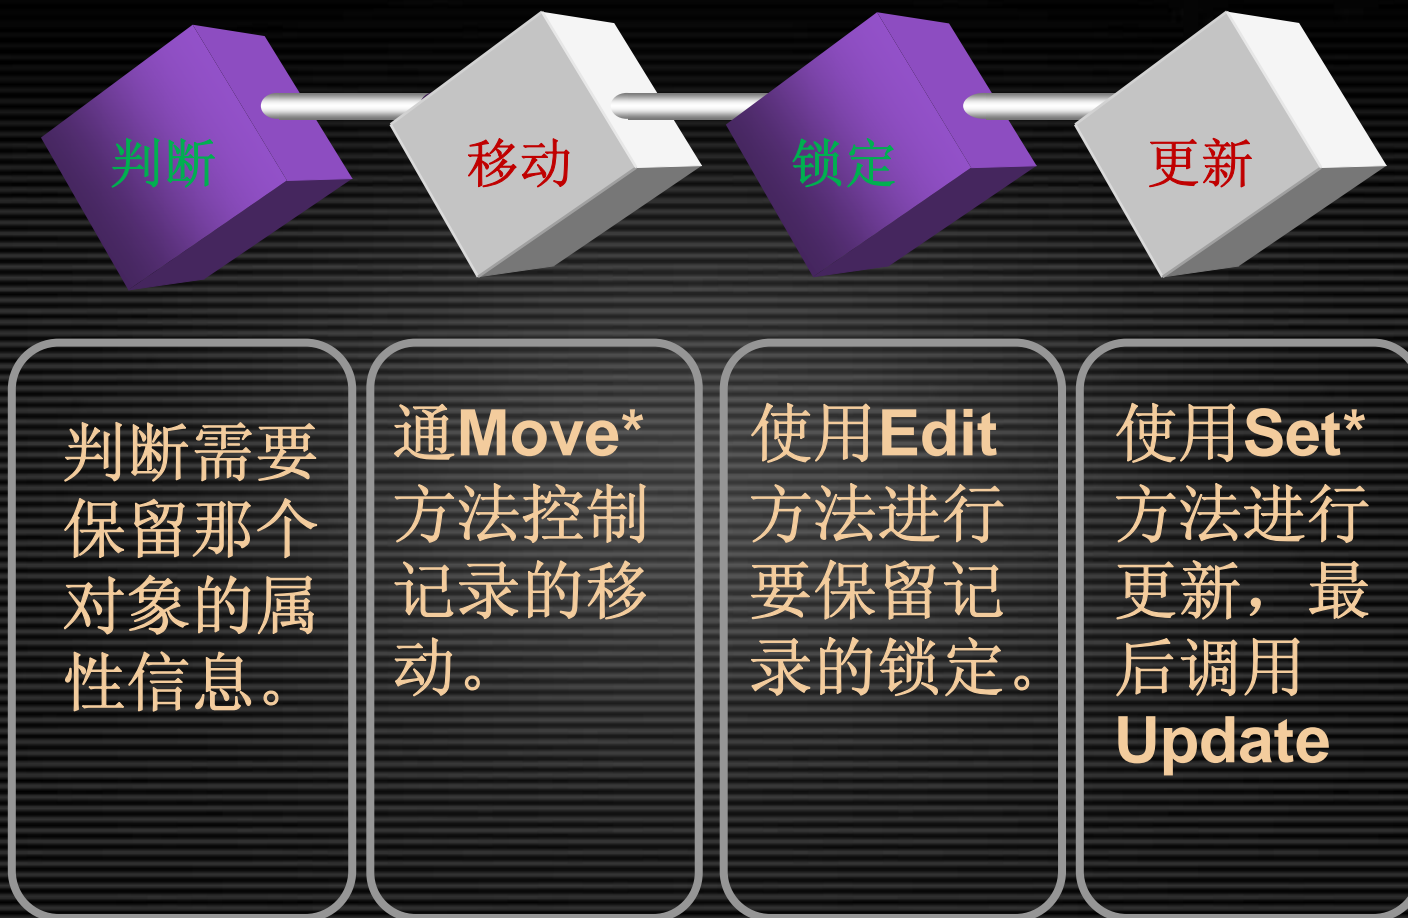 判断
移动
锁定
更新
判断需要
保留那个
对象的属
性信息。
通Move*
方法控制
记录的移
动。
使用Edit
方法进行
要保留记
录的锁定。
使用Set*
方法进行
更新，最
后调用
Update